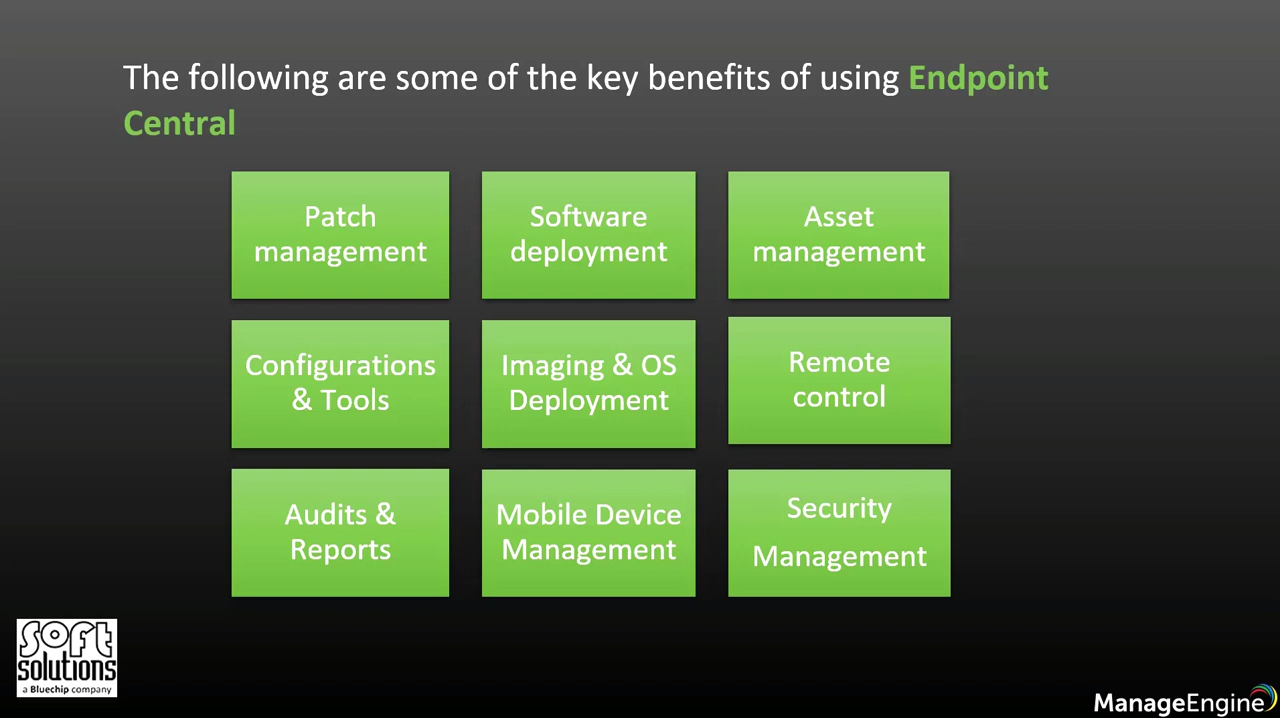 The following are some of the key benefits of using Endpoint
Central
Patch
management
Software
deployment
Asset
management
Configurations
& Tools
Imaging & OS
Deployment
Remote
control
Audits &
Reports
Mobile Device
Management
Security
Management
soft
solutions
a Bluechip company
ManageEngine